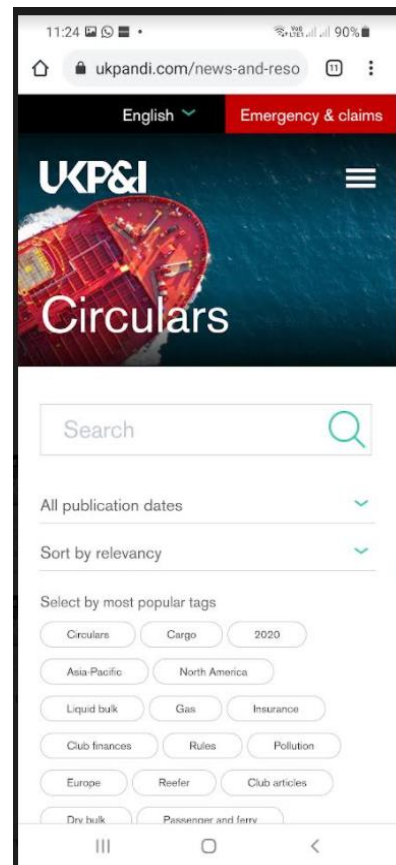 11:24
90%
ukpandi.com/news-and-reso
11
English
Emergency & claims
UKP&I
Circulars
Search
All publication dates
Sort by relevancy
Select by most popular tags
Circulars Cargo 2020
Asia-Pacific North America
Liquid bulk Gas Insurance
Club finances Rules Pollution
Europe Reefer Club articles
Dry bulk Passenger and ferry